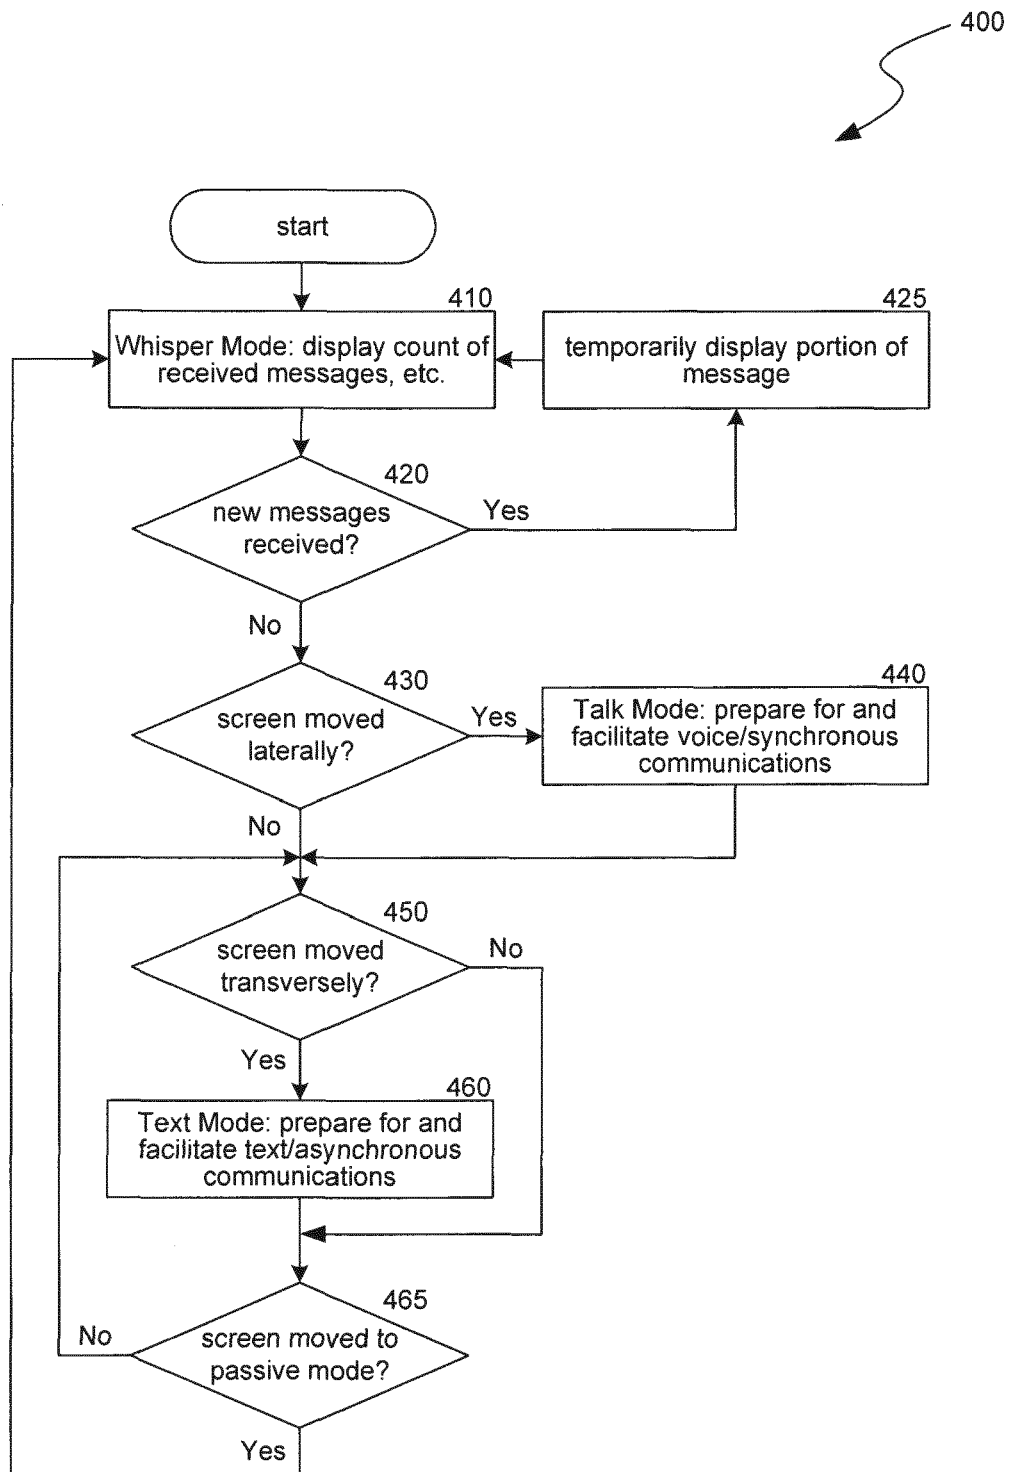 400
start
410
Whisper Mode: display count of
received messages, etc.
425
temporarily display portion of
message
420
new messages
received?
Yes
No
430
screen moved
laterally?
Yes
440
Talk Mode: prepare for and
facilitate voice/synchronous
communications
No
450
screen moved
transversely?
No
Yes
460
Text Mode: prepare for and
facilitate text/asynchronous
communications
465
screen moved to
passive mode?
No
Yes